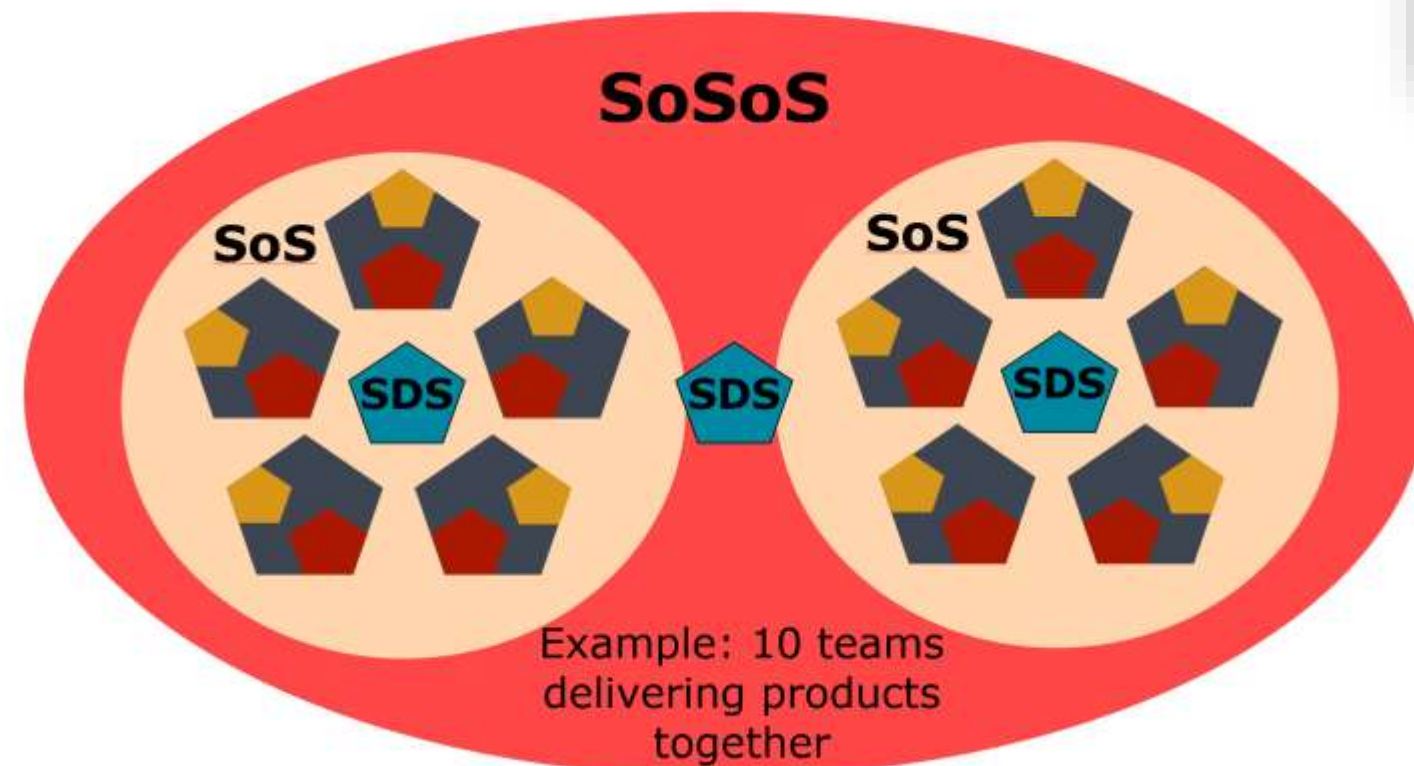 SoSoS
SoS
SoS
SDS
SDS
SDS
Example: 10 teams
delivering products
together